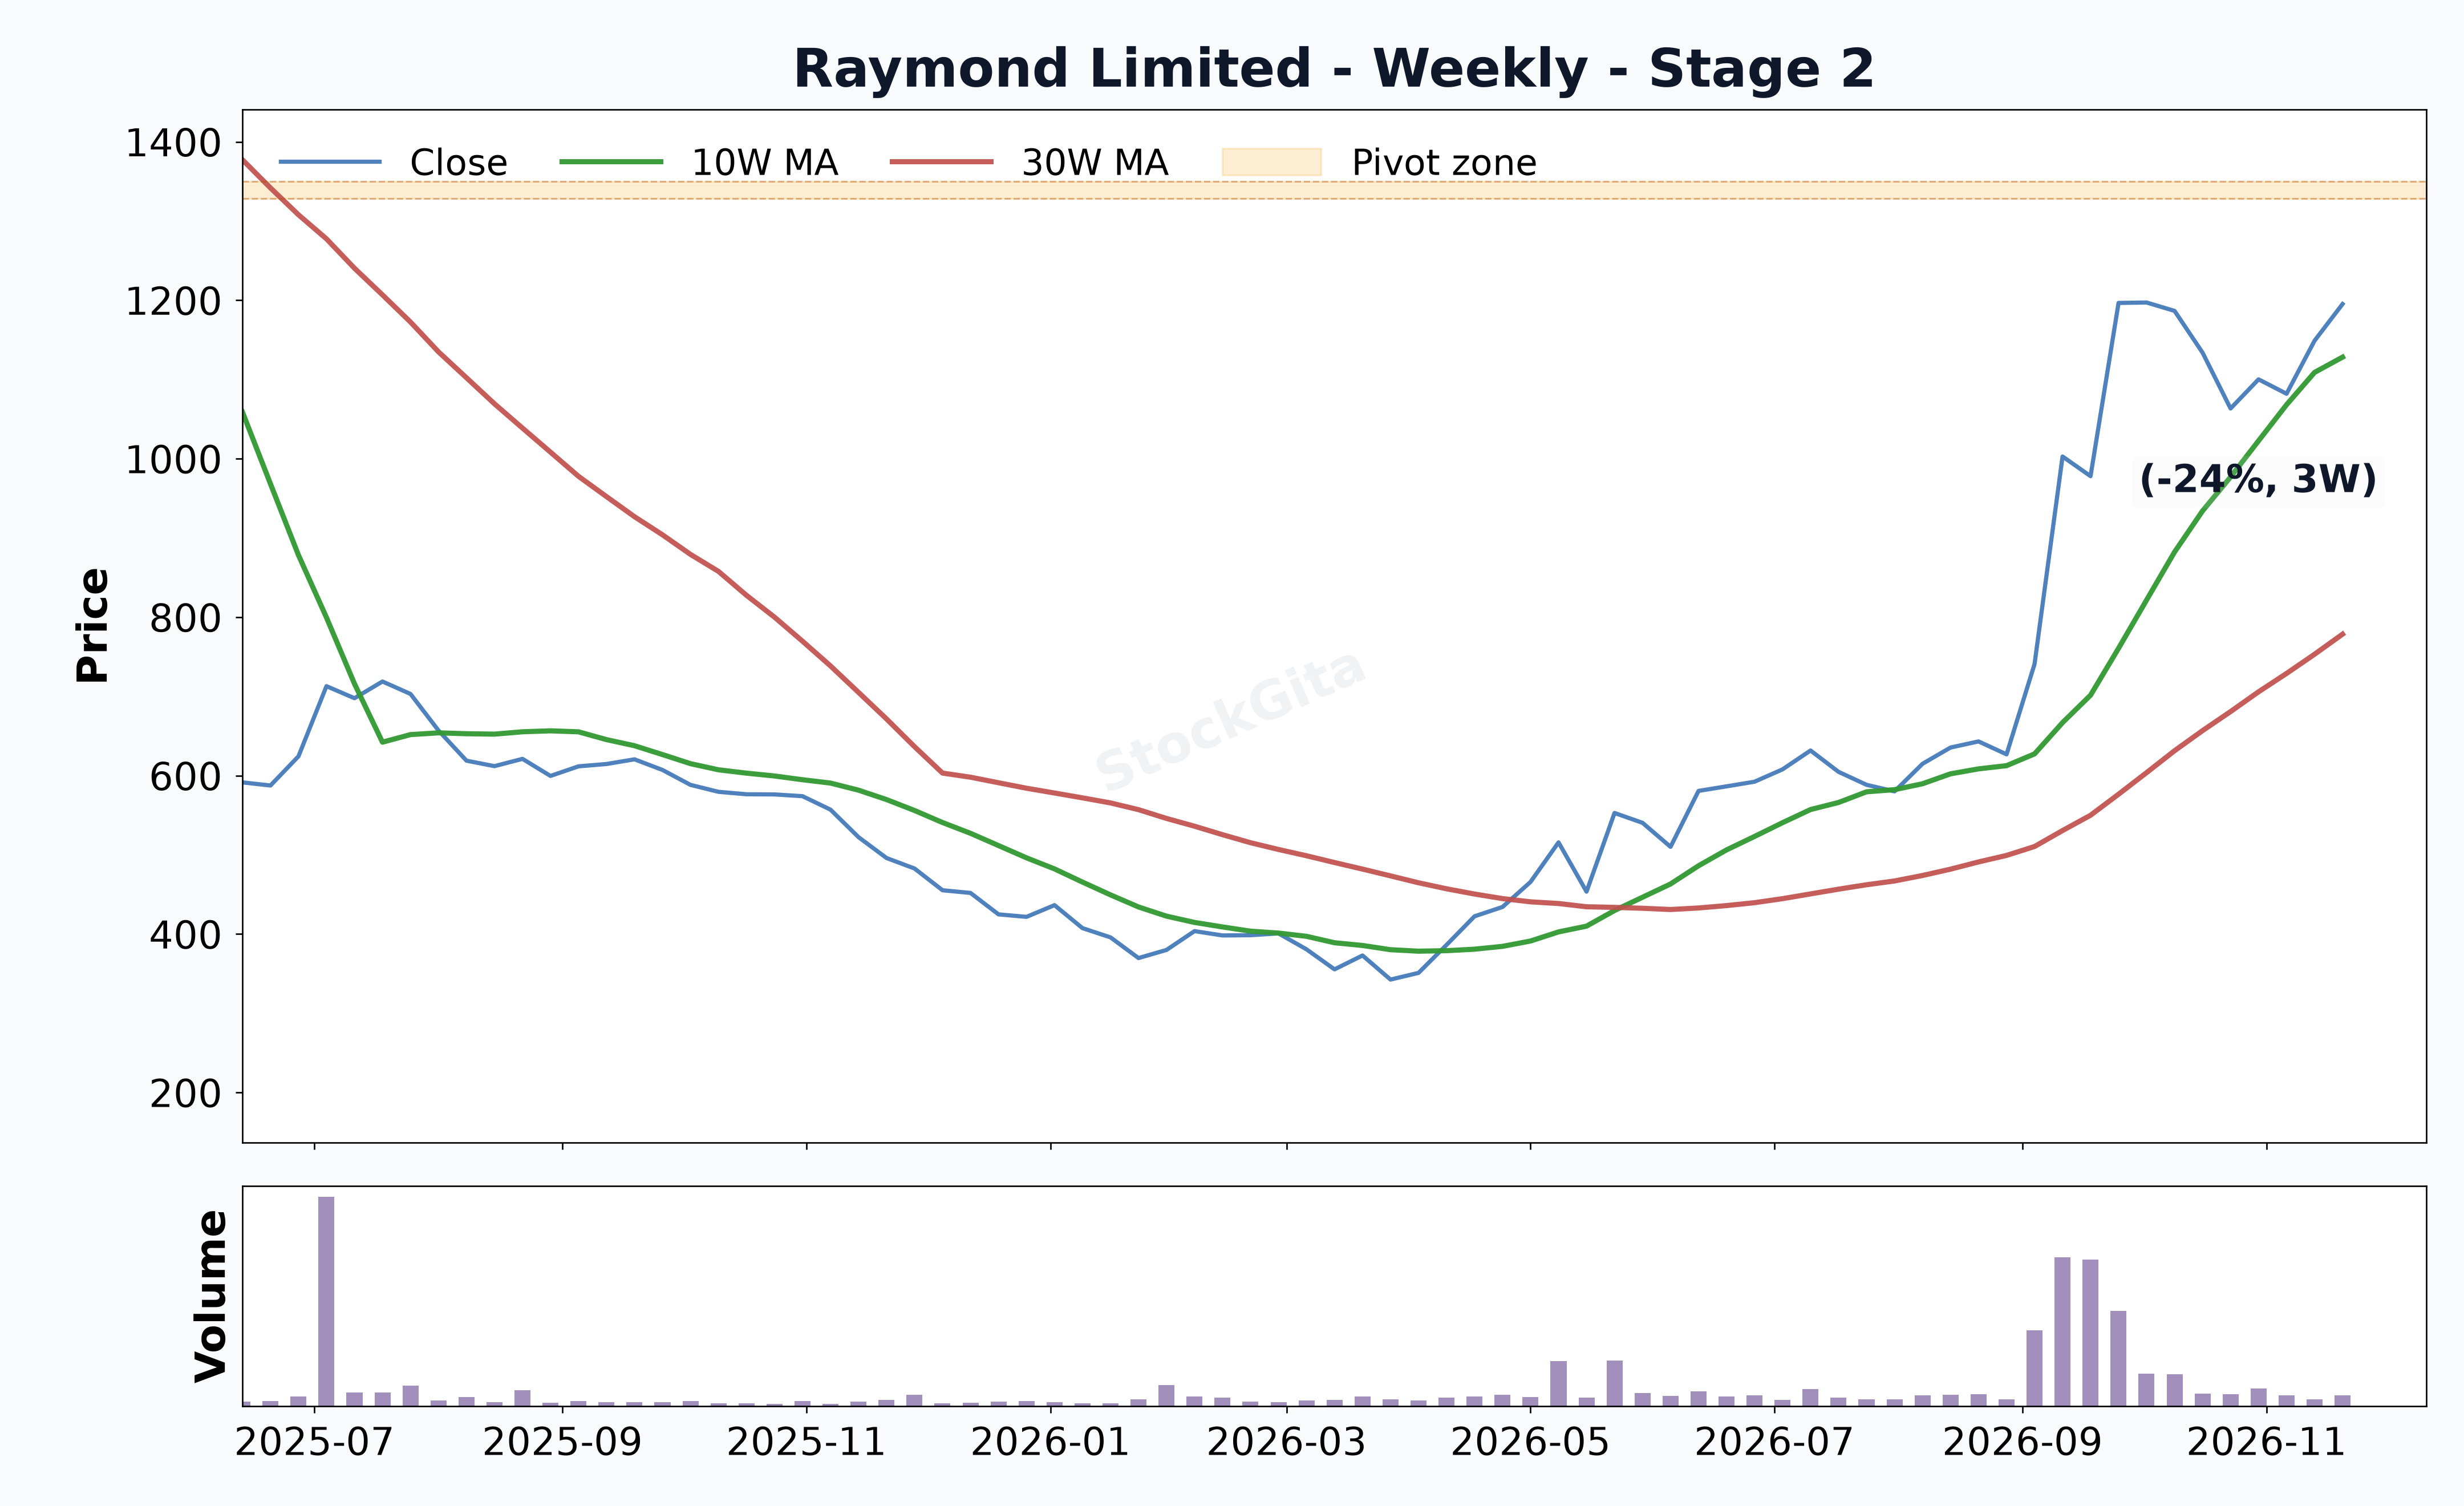 Raymond Limited - Weekly - Stage 2
Close 10W MA 30W MA Pivot zone
1400
1200
1000
800
600
400
200
Price
(-24%, 3W)
StockGita
Volume
2025-07 2025-09 2025-11 2026-01 2026-03 2026-05 2026-07 2026-09 2026-11